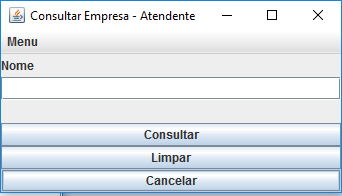 Consultar Empresa - Atendente
Menu
Nome
Consultar
Limpar
Cancelar